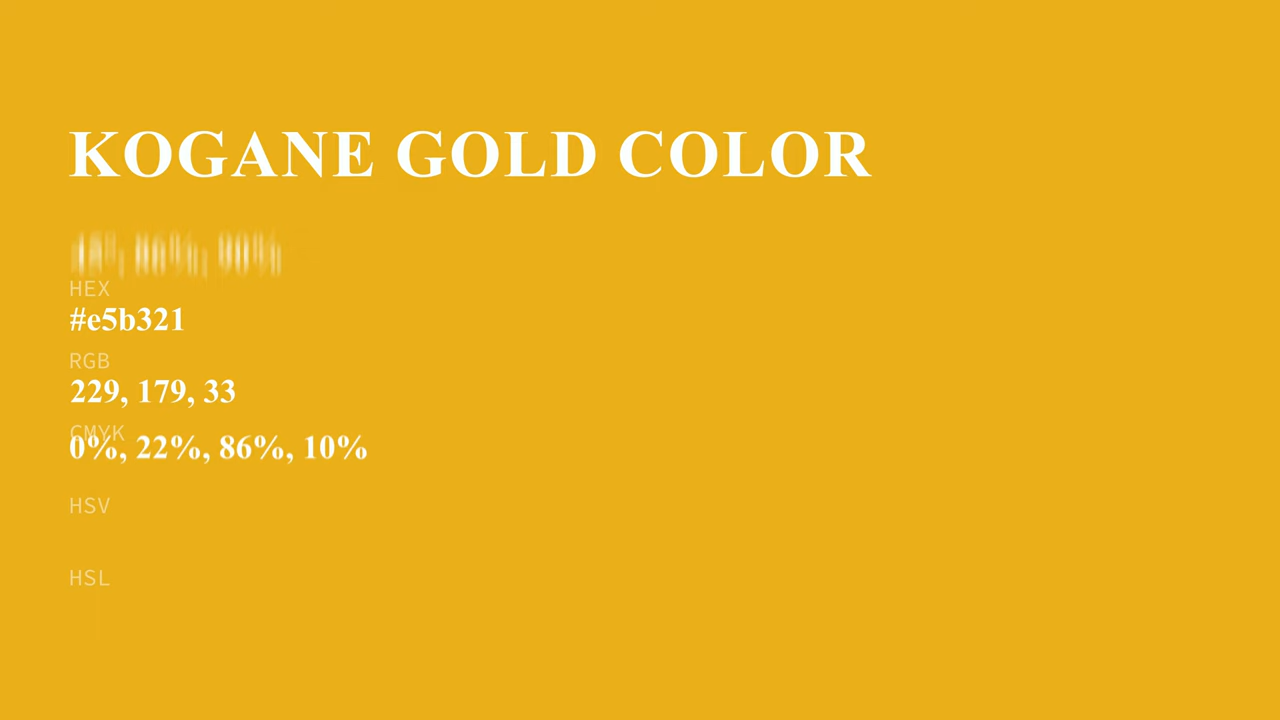 KOGANE GOLD COLOR
HEX
#e5b321
RGB
229, 179, 33
CMYK
0%, 22%, 86%, 10%
HSV
HSL